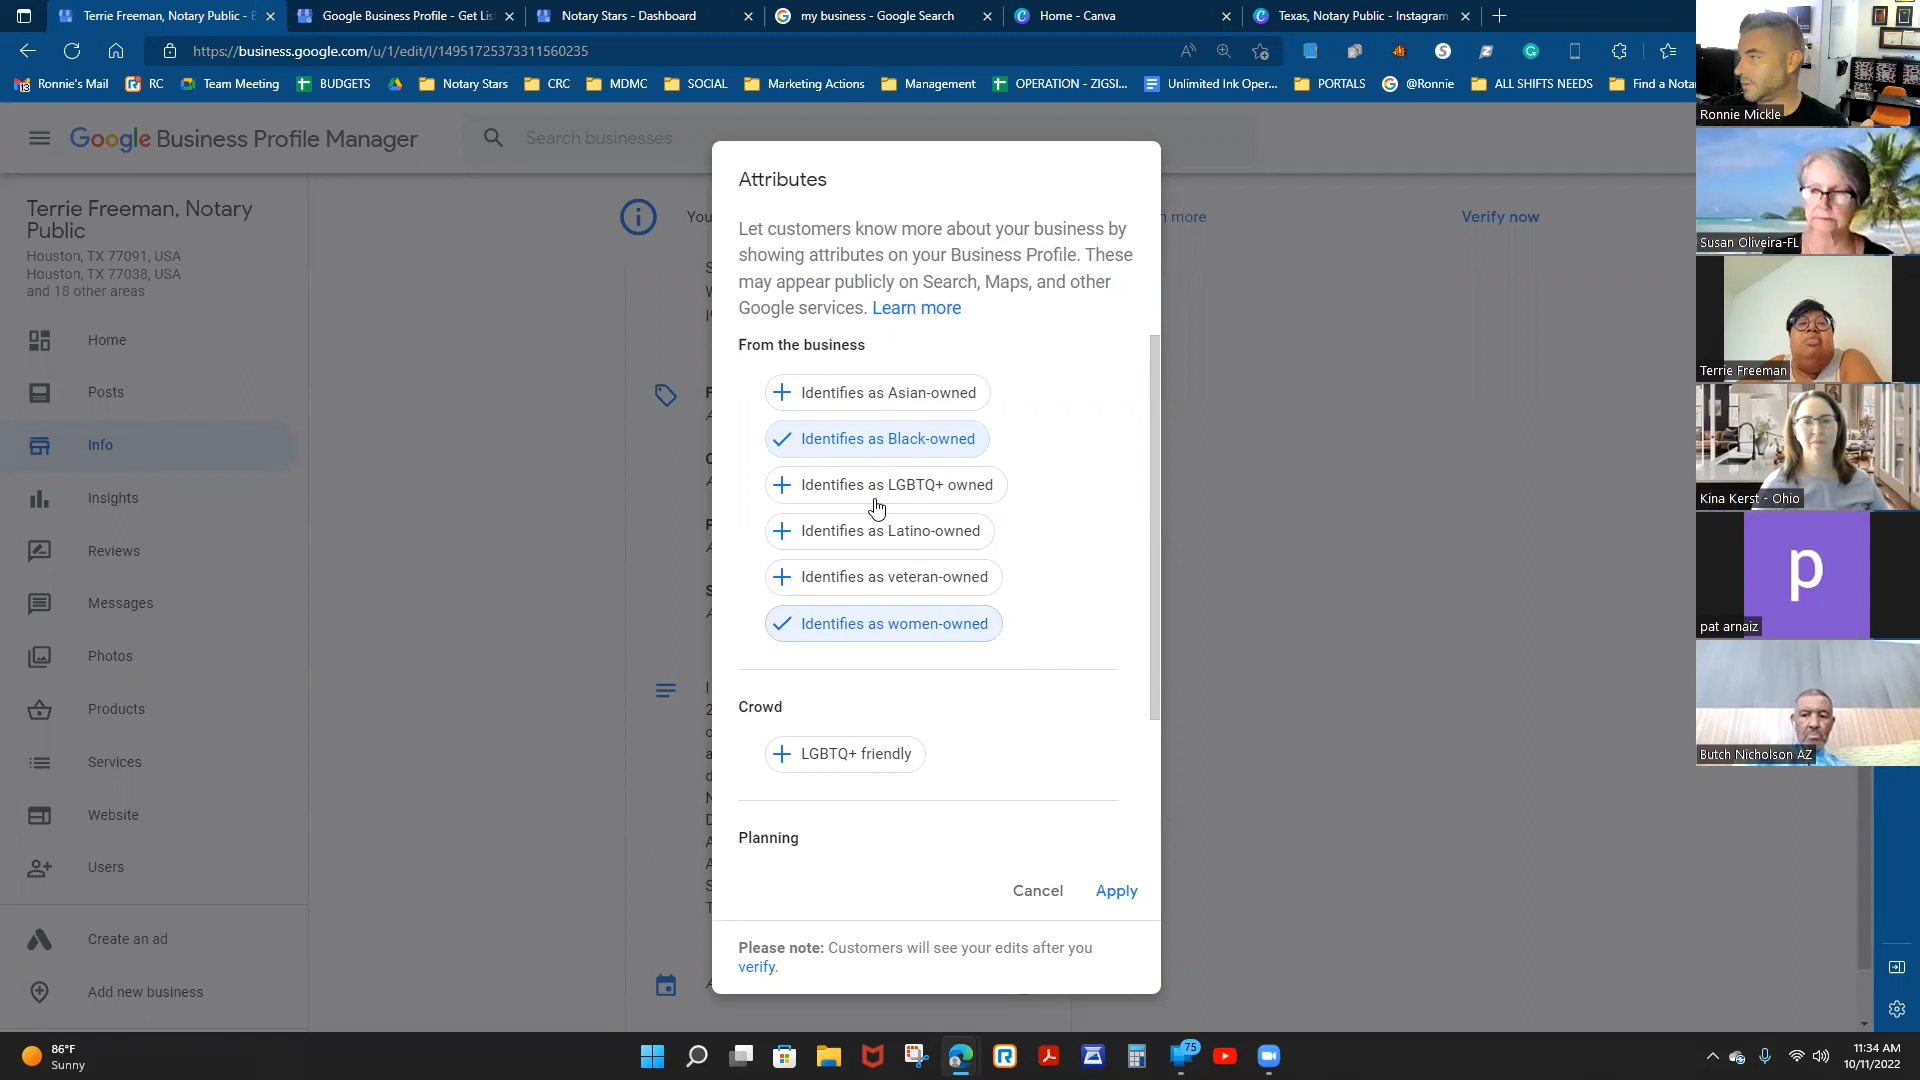 Terrie Freeman, Notary Public -
Google Business Profile - Get Lis
Notary Stars - Dashboard
my business - Google Search
Home - Canva
Texas, Notary Public - Instagram
https://business.google.com/u/1/edit/l/14951725373311560235
Ronnie's Mail
RC
Team Meeting
BUDGETS
Notary Stars
CRC
MDMC
SOCIAL
Marketing Actions
Management
OPERATION - ZIGSI...
Unlimited Ink Oper...
PORTALS
@Ronnie
ALL SHIFTS NEEDS
Find a Nota
Google Business Profile Manager
Search businesses
Terrie Freeman, Notary
Public
Houston, TX 77091, USA
Houston, TX 77038, USA
and 18 other areas
Home
Posts
Info
Insights
Reviews
Messages
Photos
Products
Services
Website
Users
Create an ad
Add new business
You
n more
Verify now
Attributes
Let customers know more about your business by
showing attributes on your Business Profile. These
may appear publicly on Search, Maps, and other
Google services. Learn more
From the business
Identifies as Asian-owned
Identifies as Black-owned
Identifies as LGBTQ+ owned
Identifies as Latino-owned
Identifies as veteran-owned
Identifies as women-owned
Crowd
LGBTQ+ friendly
Planning
Cancel
Apply
Please note: Customers will see your edits after you
verify.
Ronnie Mickle
Susan Oliveira-FL
Terrie Freeman
Kina Kerst - Ohio
p
pat arnaiz
Butch Nicholson AZ
86°F
Sunny
75
11:34 AM
10/11/2022